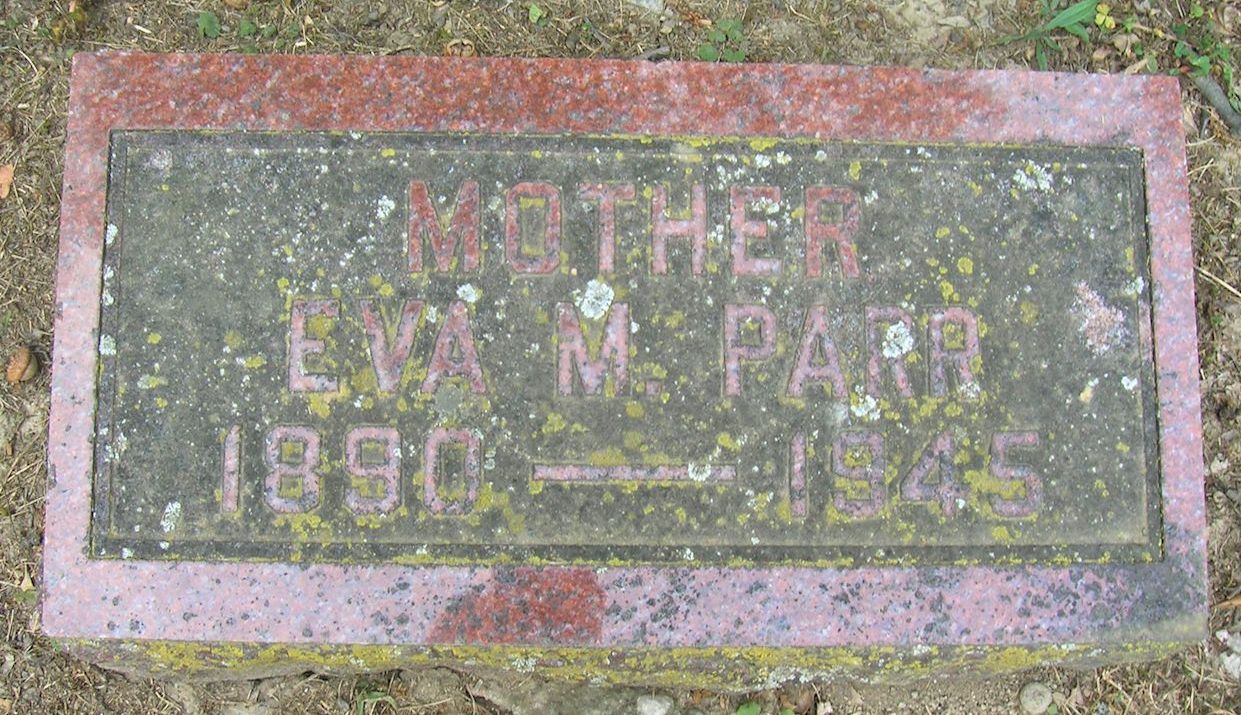 MOTHER
EVA M. PARR
1890 — 1945